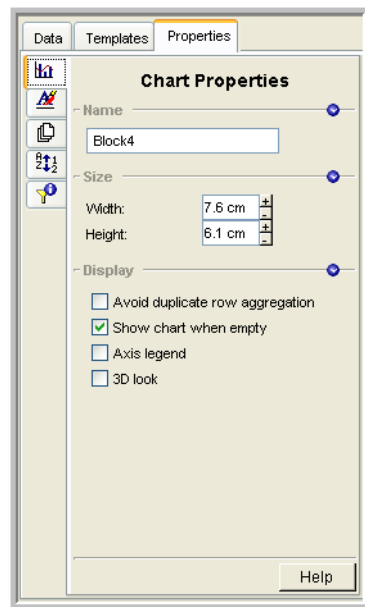 Data Templates Properties
Chart Properties
Name
Block4
Size
Width: 7.6 cm
Height: 6.1 cm
Display
Avoid duplicate row aggregation
Show chart when empty
Axis legend
3D look
Help